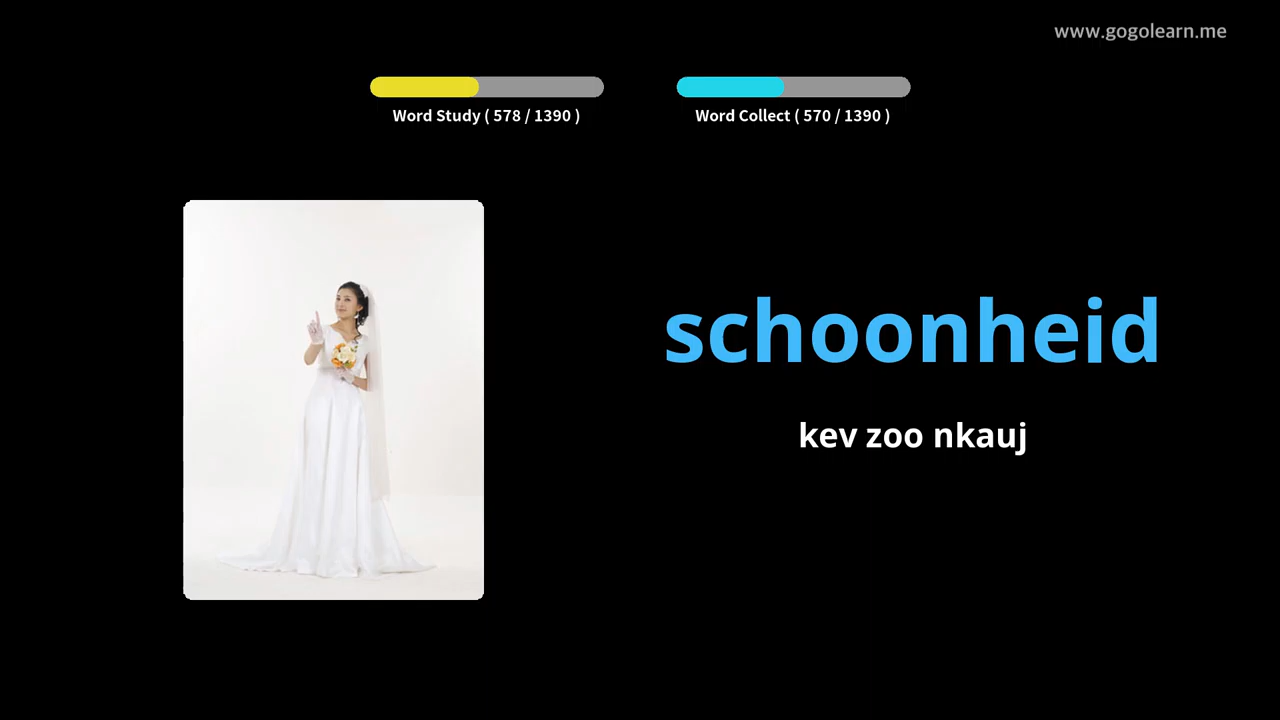 www.gogolearn.me
Word Study ( 578 / 1390 )
Word Collect ( 570 / 1390 )
schoonheid
kev zoo nkauj